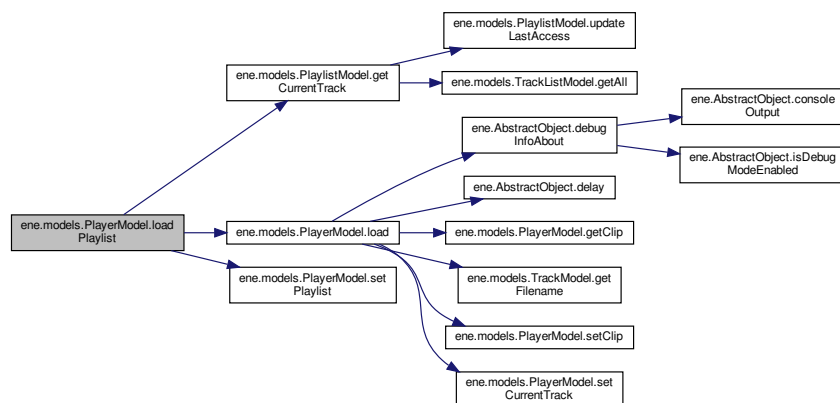 ene.models.PlayerModel.load
Playlist
ene.models.PlaylistModel.get
CurrentTrack
ene.models.PlaylistModel.update
LastAccess
ene.models.TrackListModel.getAll
ene.models.PlayerModel.load
ene.AbstractObject.debug
InfoAbout
ene.AbstractObject.console
Output
ene.AbstractObject.isDebug
ModeEnabled
ene.AbstractObject.delay
ene.models.PlayerModel.getClip
ene.models.TrackModel.get
Filename
ene.models.PlayerModel.setClip
ene.models.PlayerModel.set
CurrentTrack
ene.models.PlayerModel.set
Playlist